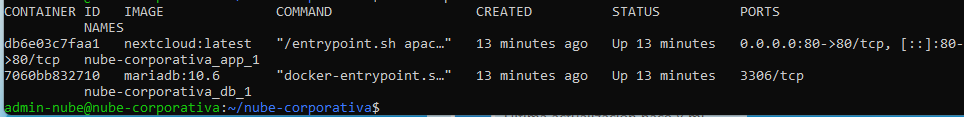 CONTAINER ID   IMAGE              COMMAND                  CREATED          STATUS          PORTS
          NAMES
db6e03c7faa1   nextcloud:latest   "/entrypoint.sh apac…"   13 minutes ago   Up 13 minutes   0.0.0.0:80->80/tcp, [::]:80-
>80/tcp   nube-corporativa_app_1
7060bb832710   mariadb:10.6       "docker-entrypoint.s…"   13 minutes ago   Up 13 minutes   3306/tcp
          nube-corporativa_db_1
admin-nube@nube-corporativa:~/nube-corporativa$